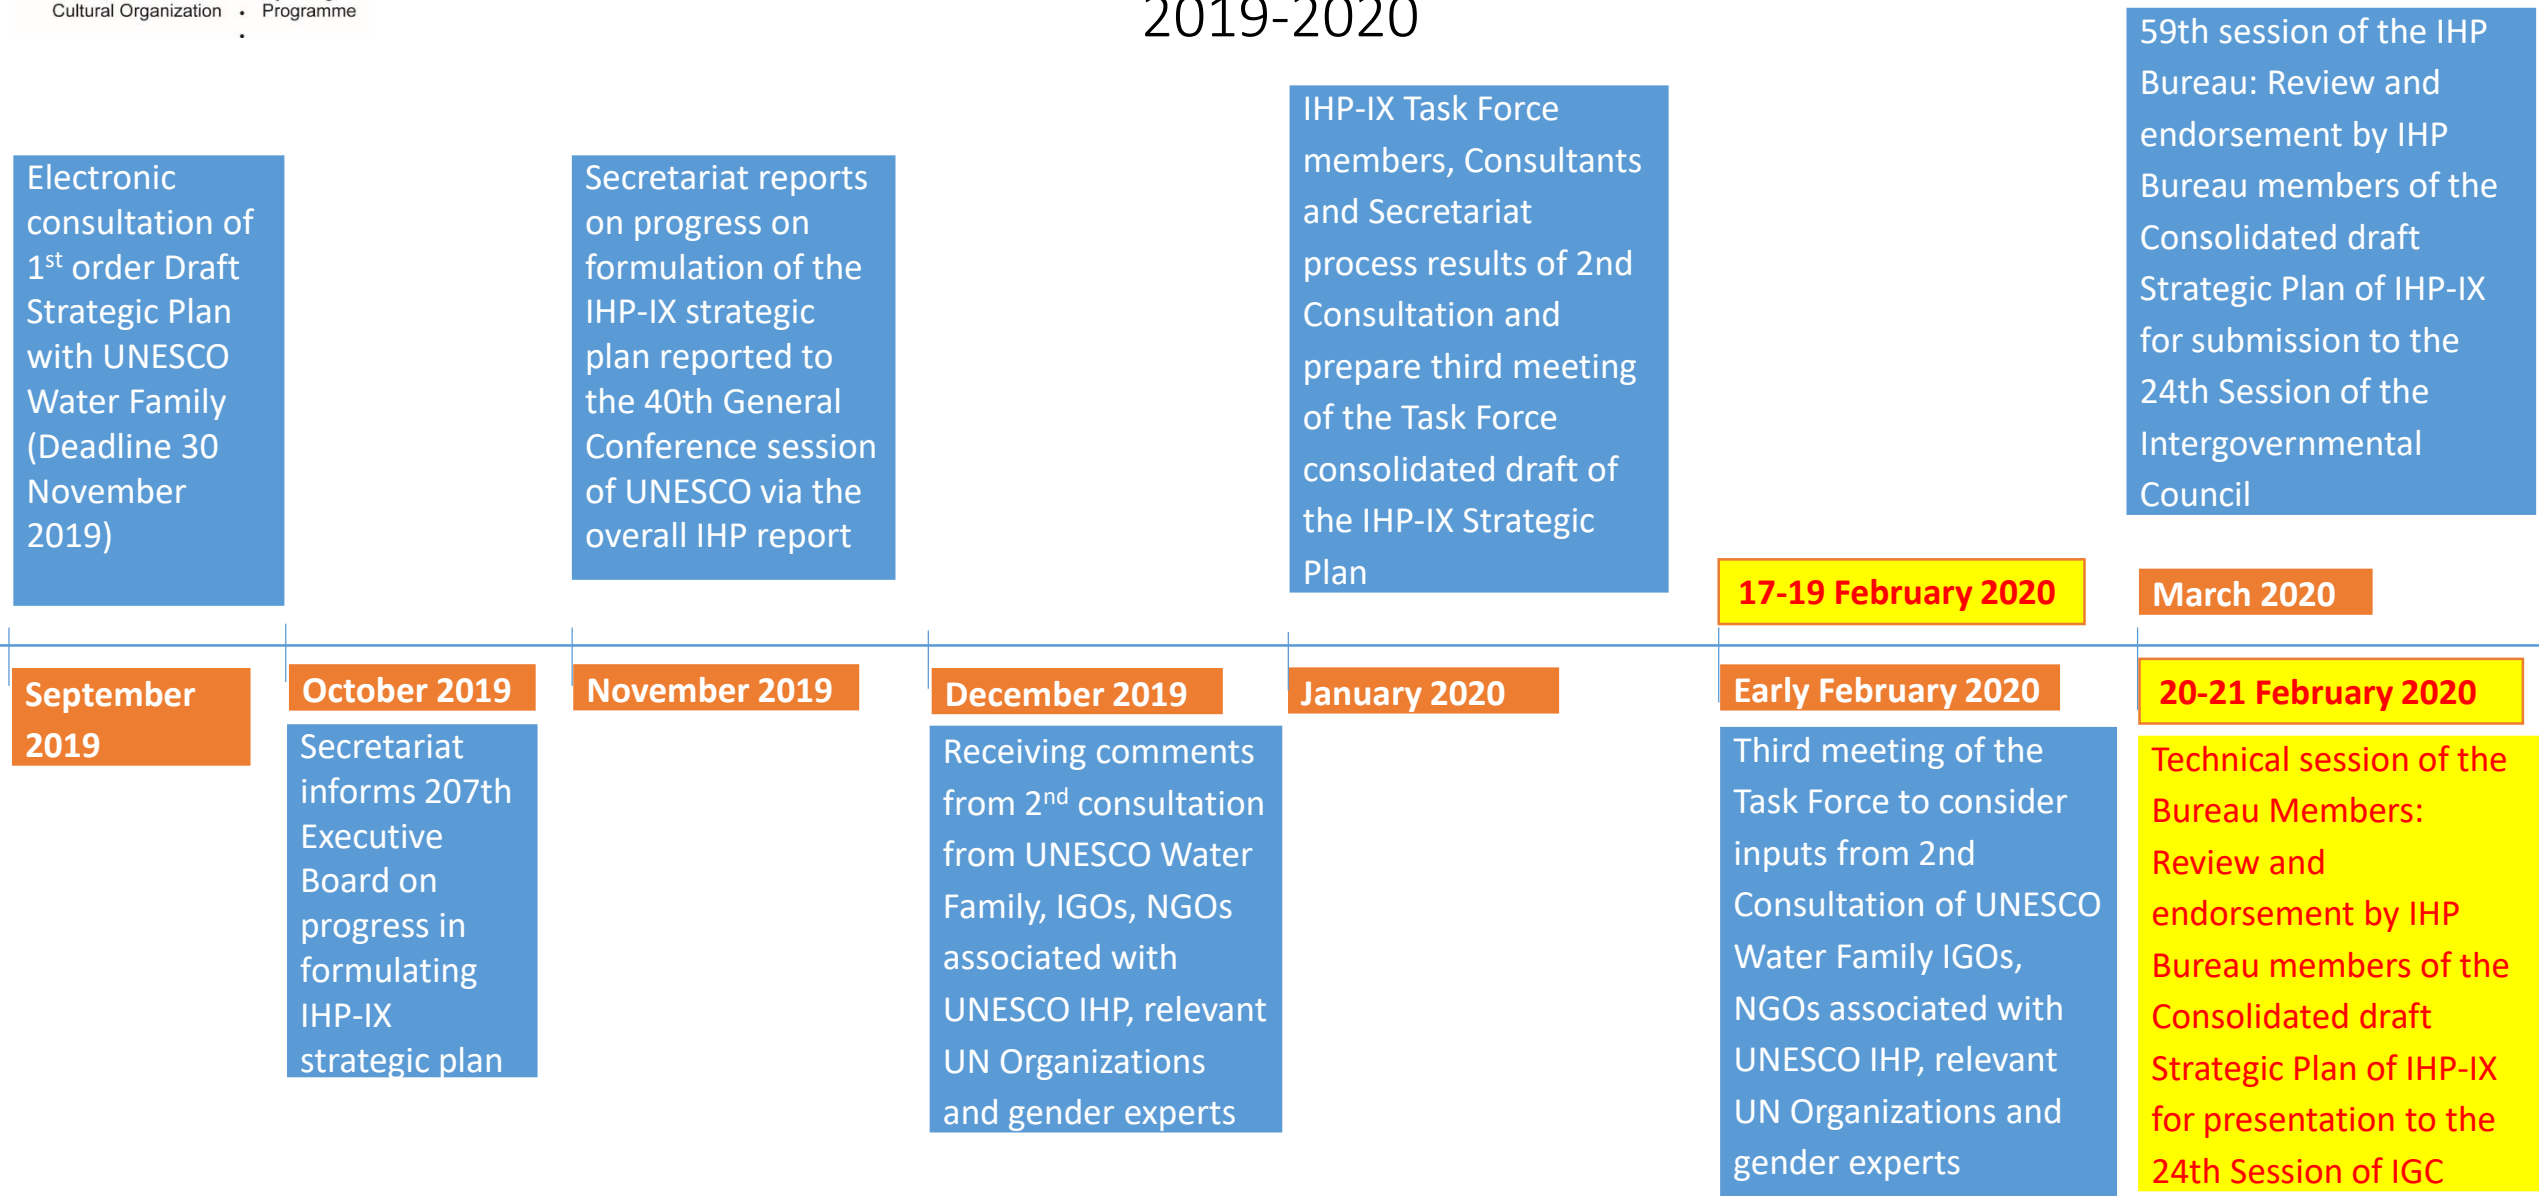 Cultural Organization
Programme
2019-2020
Electronic
consultation of
1st order Draft
Strategic Plan
with UNESCO
Water Family
(Deadline 30
November
2019)
Secretariat reports
on progress on
formulation of the
IHP-IX strategic
plan reported to
the 40th General
Conference session
of UNESCO via the
overall IHP report
IHP-IX Task Force
members, Consultants
and Secretariat
process results of 2nd
Consultation and
prepare third meeting
of the Task Force
consolidated draft of
the IHP-IX Strategic
Plan
59th session of the IHP
Bureau: Review and
endorsement by IHP
Bureau members of the
Consolidated draft
Strategic Plan of IHP-IX
for submission to the
24th Session of the
Intergovernmental
Council
17-19 February 2020
March 2020
September
2019
October 2019
November 2019
December 2019
January 2020
Early February 2020
20-21 February 2020
Secretariat
informs 207th
Executive
Board on
progress in
formulating
IHP-IX
strategic plan
Receiving comments
from 2nd consultation
from UNESCO Water
Family, IGOs, NGOs
associated with
UNESCO IHP, relevant
UN Organizations
and gender experts
Third meeting of the
Task Force to consider
inputs from 2nd
Consultation of UNESCO
Water Family IGOs,
NGOs associated with
UNESCO IHP, relevant
UN Organizations and
gender experts
Technical session of the
Bureau Members:
Review and
endorsement by IHP
Bureau members of the
Consolidated draft
Strategic Plan of IHP-IX
for presentation to the
24th Session of IGC